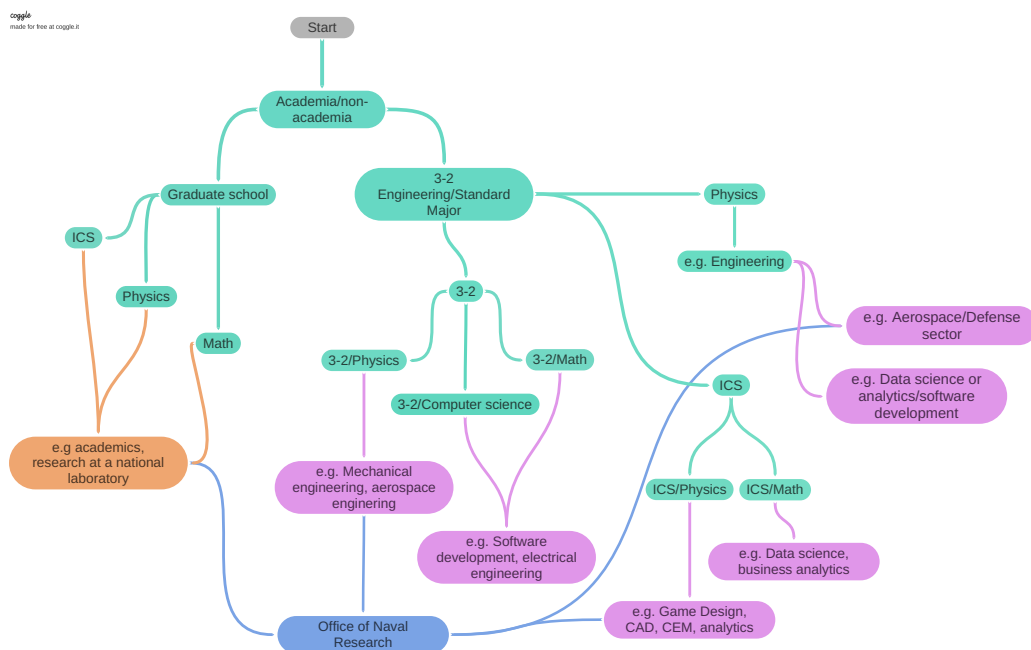 coggle
made for free at coggle.it
Start
Academia/non-
academia
3-2
Engineering/Standard
Major
Graduate school
Physics
ICS
e.g. Engineering
Physics
3-2
e.g. Aerospace/Defense
sector
Math
3-2/Physics
3-2/Math
ICS
e.g. Data science or
analytics/software
development
3-2/Computer science
e.g academics,
research at a national
laboratory
e.g. Mechanical
engineering, aerospace
enginering
ICS/Physics
ICS/Math
e.g. Software
development, electrical
engineering
e.g. Data science,
business analytics
Office of Naval
Research
e.g. Game Design,
CAD, CEM, analytics